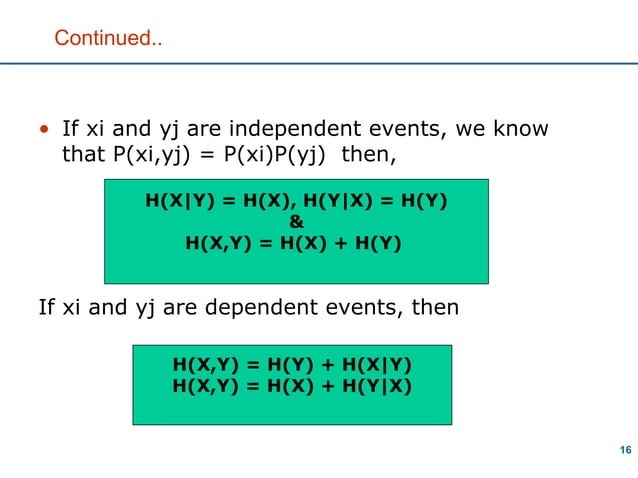 Continued..
• If xi and yj are independent events, we know
that P(xi,yj) = P(xi)P(yj) then,
H(X|Y) = H(X), H(Y|X) = H(Y)
&
H(X,Y) = H(X) + H(Y)
If xi and yj are dependent events, then
H(X,Y) = H(Y) + H(X|Y)
H(X,Y) = H(X) + H(Y|X)
16